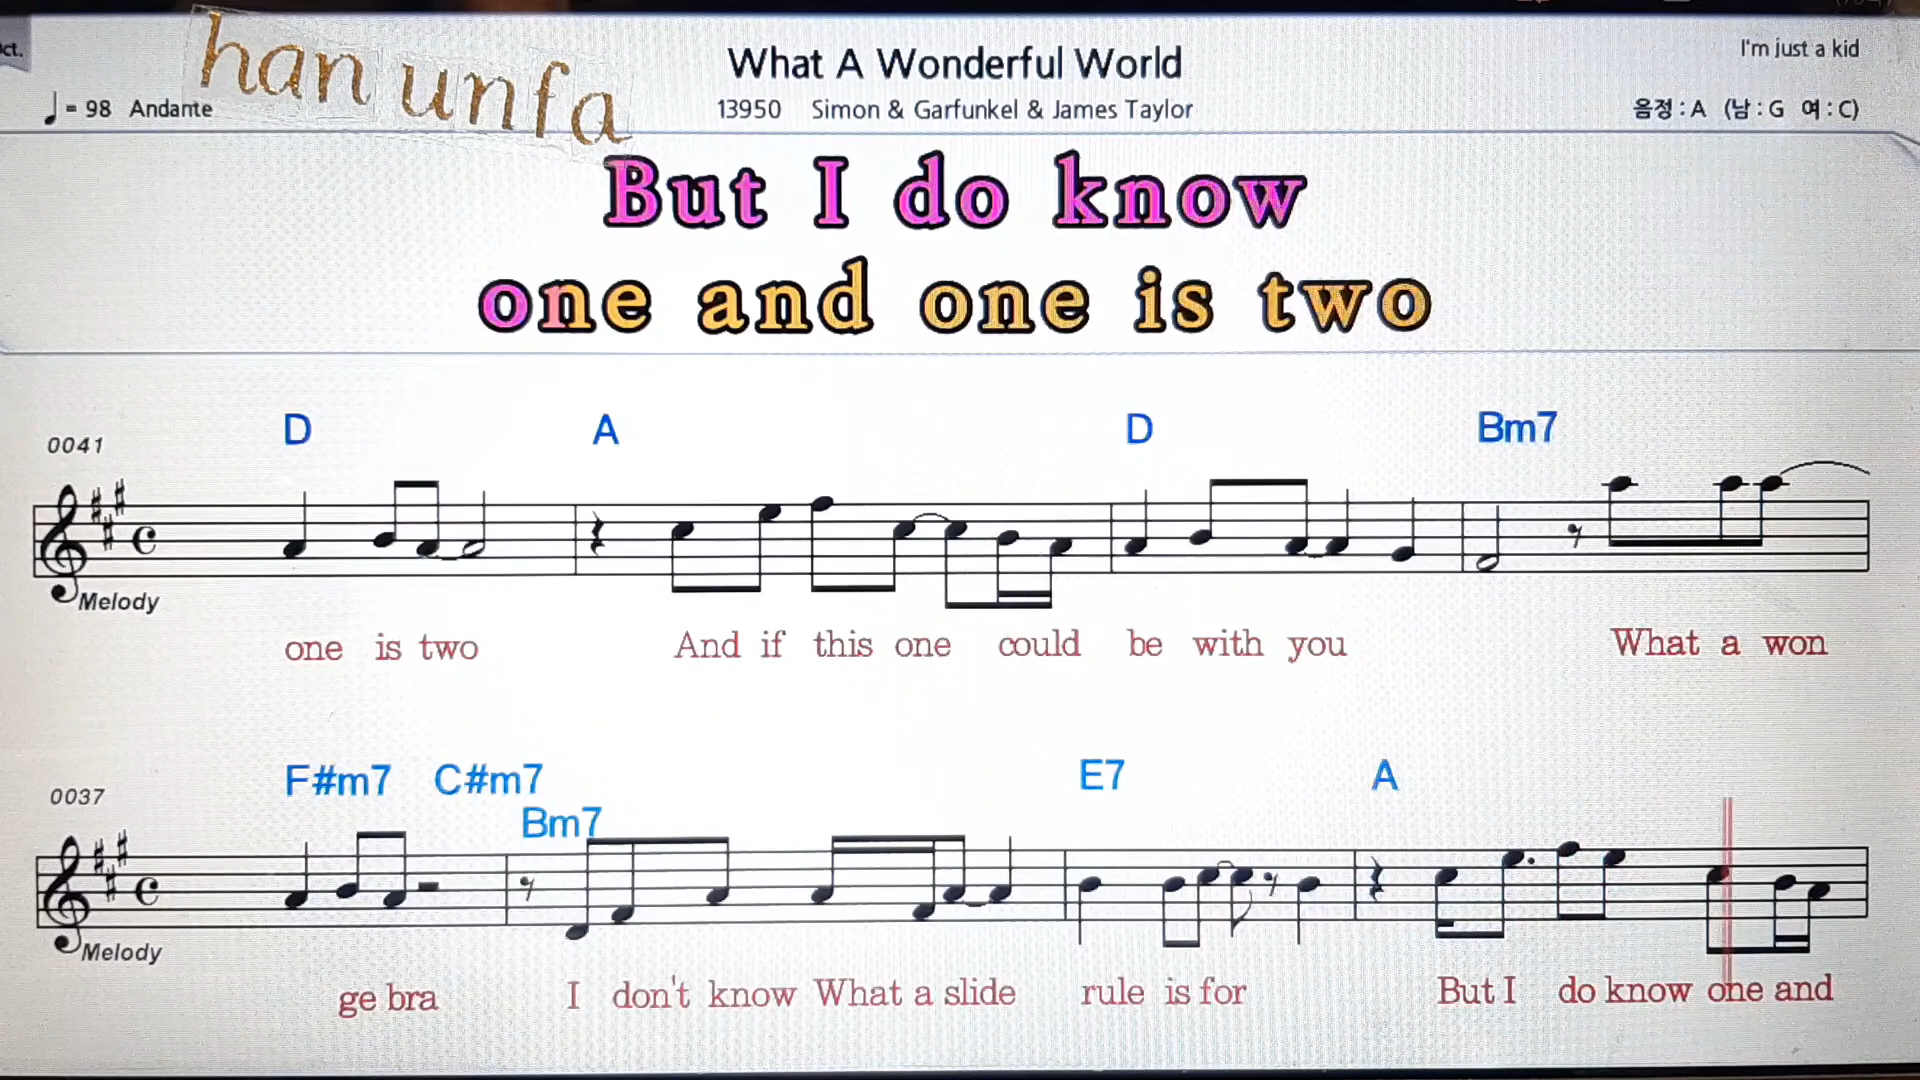 ct.
han unfa
What A Wonderful World
I'm just a kid
= 98 Andante
13950 Simon & Garfunkel & James Taylor
음정 : A (남 : G 여 : C)
But I do know
one and one is two
D A D Bm7
0041
Melody
one is two And if this one could be with you What a won
F#m7 C#m7 E7 A
Bm7
0037
Melody
ge bra I don't know What a slide rule is for But I do know one and